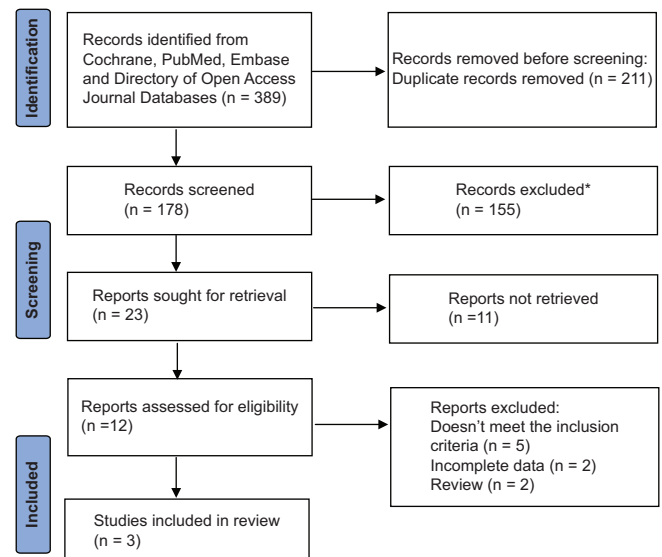 Identification
Records identified from
Cochrane, PubMed, Embase
and Directory of Open Access
Journal Databases (n = 389)
Records removed before screening:
Duplicate records removed (n = 211)
Screening
Records screened
(n = 178)
Records excluded*
(n = 155)
Reports sought for retrieval
(n = 23)
Reports not retrieved
(n =11)
Reports assessed for eligibility
(n =12)
Reports excluded:
Doesn't meet the inclusion
criteria (n = 5)
Incomplete data (n = 2)
Review (n = 2)
Included
Studies included in review
(n = 3)